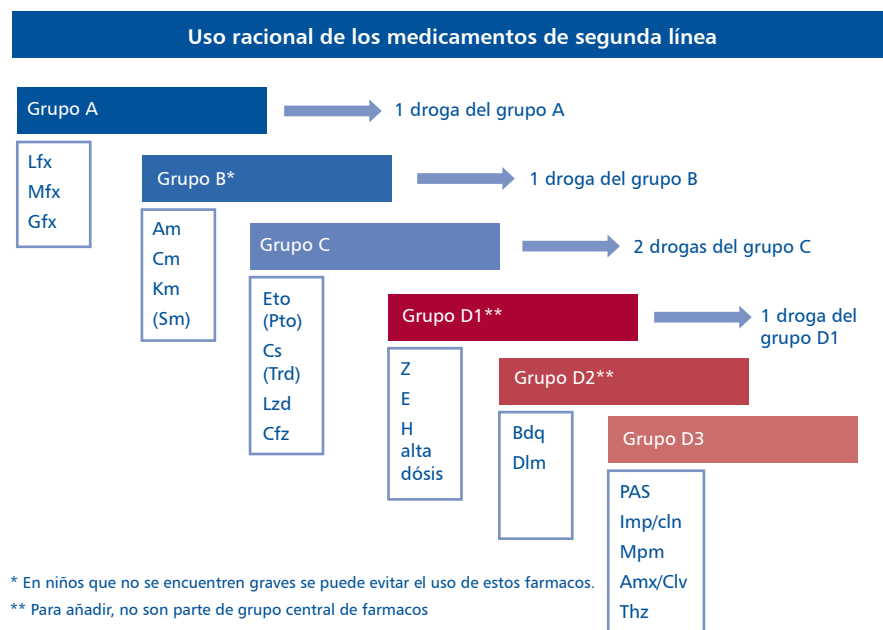 Uso racional de los medicamentos de segunda línea
Grupo A
1 droga del grupo A
Lfx
Mfx
Gfx
Grupo B*
1 droga del grupo B
Am
Cm
Km
(Sm)
Grupo C
2 drogas del grupo C
Eto
(Pto)
Cs
(Trd)
Lzd
Cfz
Grupo D1**
1 droga del
grupo D1
Z
E
H
alta
dósis
Grupo D2**
Bdq
Dlm
Grupo D3
PAS
Imp/cln
Mpm
Amx/Clv
Thz
* En niños que no se encuentren graves se puede evitar el uso de estos farmacos.
** Para añadir, no son parte de grupo central de farmacos